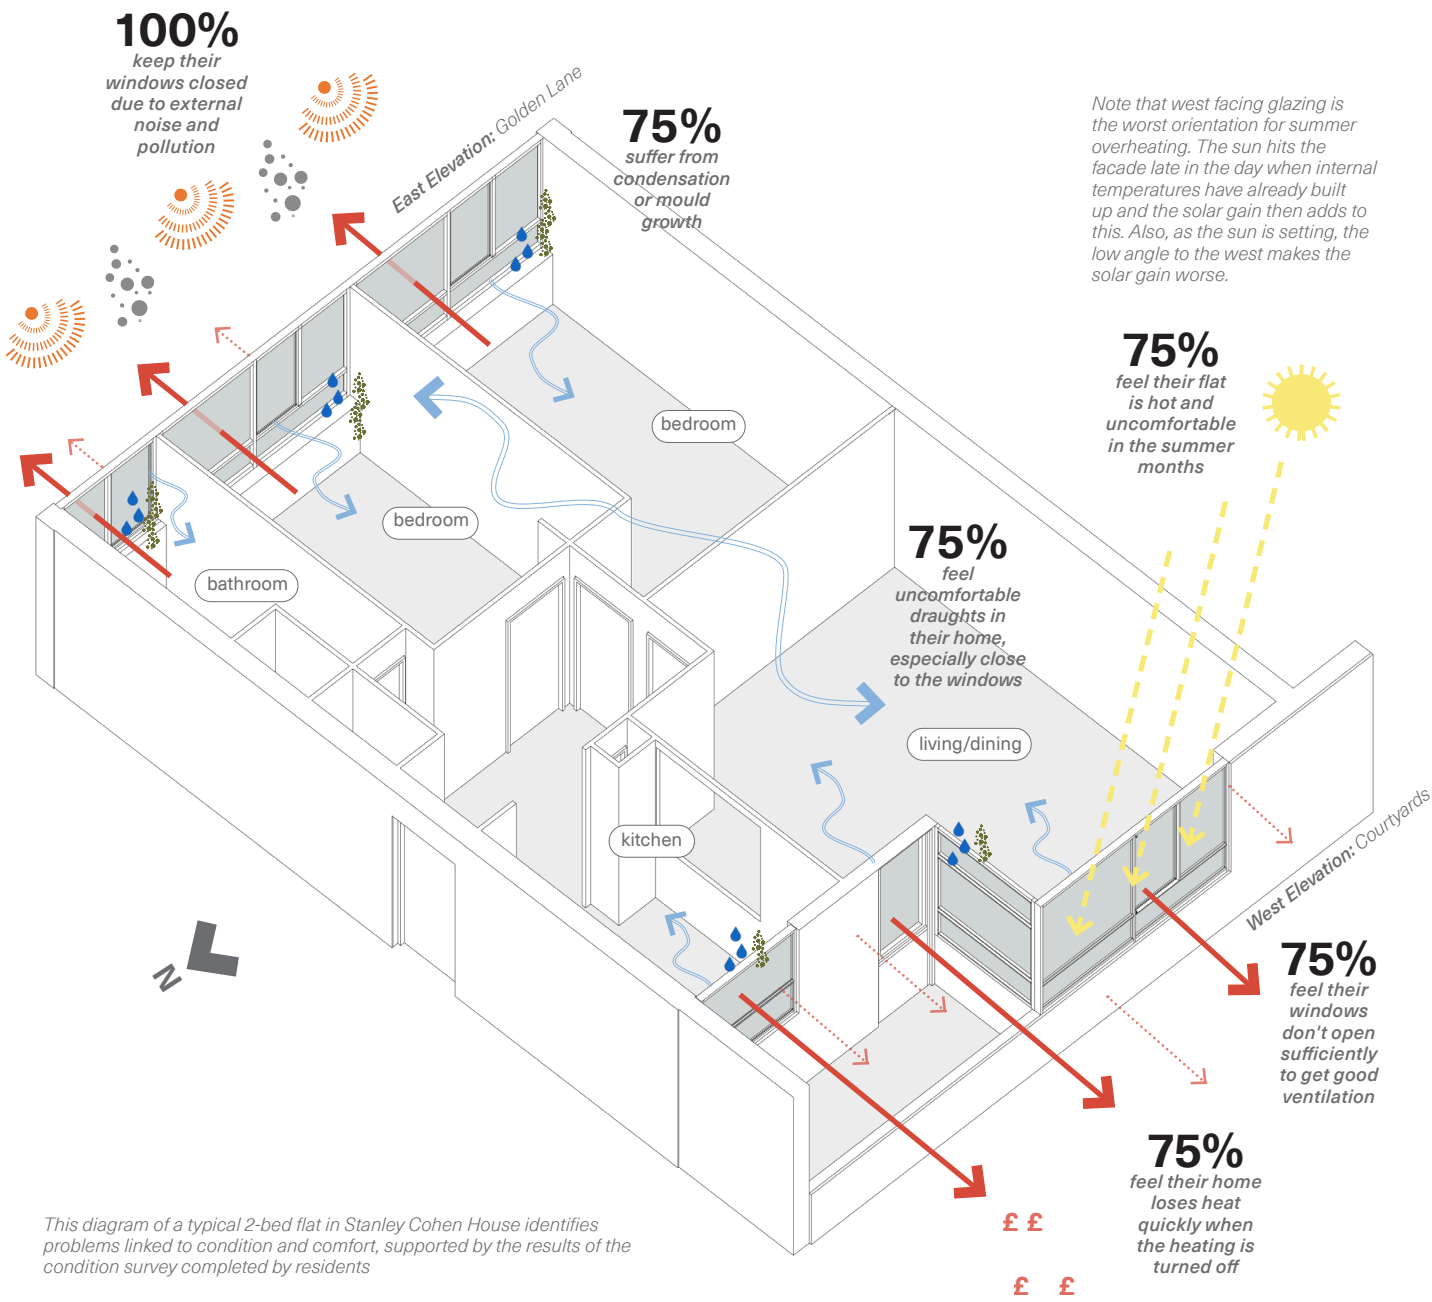 100%
keep their
windows closed
due to external
noise and
pollution
East Elevation: Golden Lane
75%
suffer from
condensation
or mould
growth
Note that west facing glazing is
the worst orientation for summer
overheating. The sun hits the
facade late in the day when internal
temperatures have already built
up and the solar gain then adds to
this. Also, as the sun is setting, the
low angle to the west makes the
solar gain worse.
75%
feel their flat
is hot and
uncomfortable
in the summer
months
bedroom
bedroom
bathroom
75%
feel
uncomfortable
draughts in
their home,
especially close
to the windows
living/dining
kitchen
West Elevation: Courtyards
N
75%
feel their
windows
don't open
sufficiently
to get good
ventilation
75%
feel their home
loses heat
quickly when
the heating is
turned off
£ £
£ £
This diagram of a typical 2-bed flat in Stanley Cohen House identifies
problems linked to condition and comfort, supported by the results of the
condition survey completed by residents